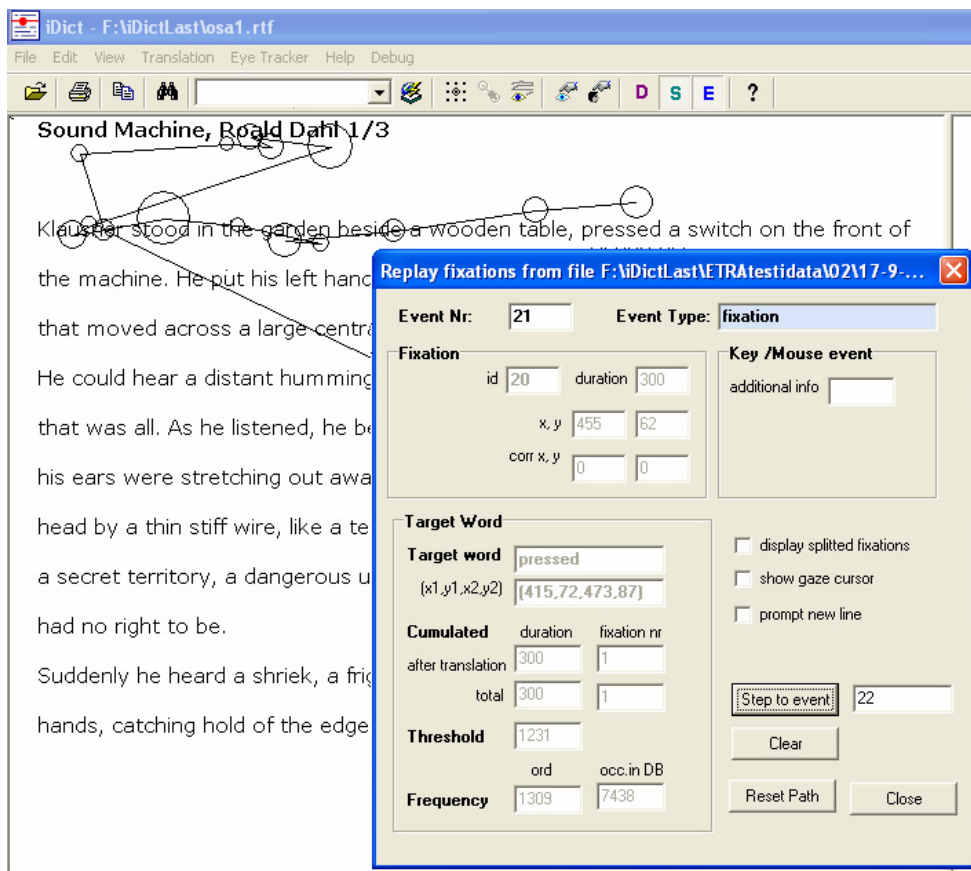 iDict - F:\iDictLast\osa1.rtf
File Edit View Translation Eye Tracker Help Debug
D S E ?
Sound Machine, Roald Dahl 1/3
Klausner stood in the garden beside a wooden table, pressed a switch on the front of
the machine. He put his left hand
that moved across a large centra
He could hear a distant humming
that was all. As he listened, he be
his ears were stretching out awa
head by a thin stiff wire, like a te
a secret territory, a dangerous u
had no right to be.
Suddenly he heard a shriek, a frig
hands, catching hold of the edge
Replay fixations from file F:\iDictLast\ETRAtestidata\02\17-9-...
Event Nr: 21 Event Type: fixation
Fixation
id 20 duration 300
x, y 455 62
corr x, y 0 0
Key /Mouse event
additional info
Target Word
Target word pressed
(x1,y1,x2,y2) (415,72,473,87)
Cumulated duration fixation nr
after translation 300 1
total 300 1
Threshold 1231
ord occ.in DB
Frequency 1309 7438
display splitted fixations
show gaze cursor
prompt new line
Step to event 22
Clear
Reset Path Close